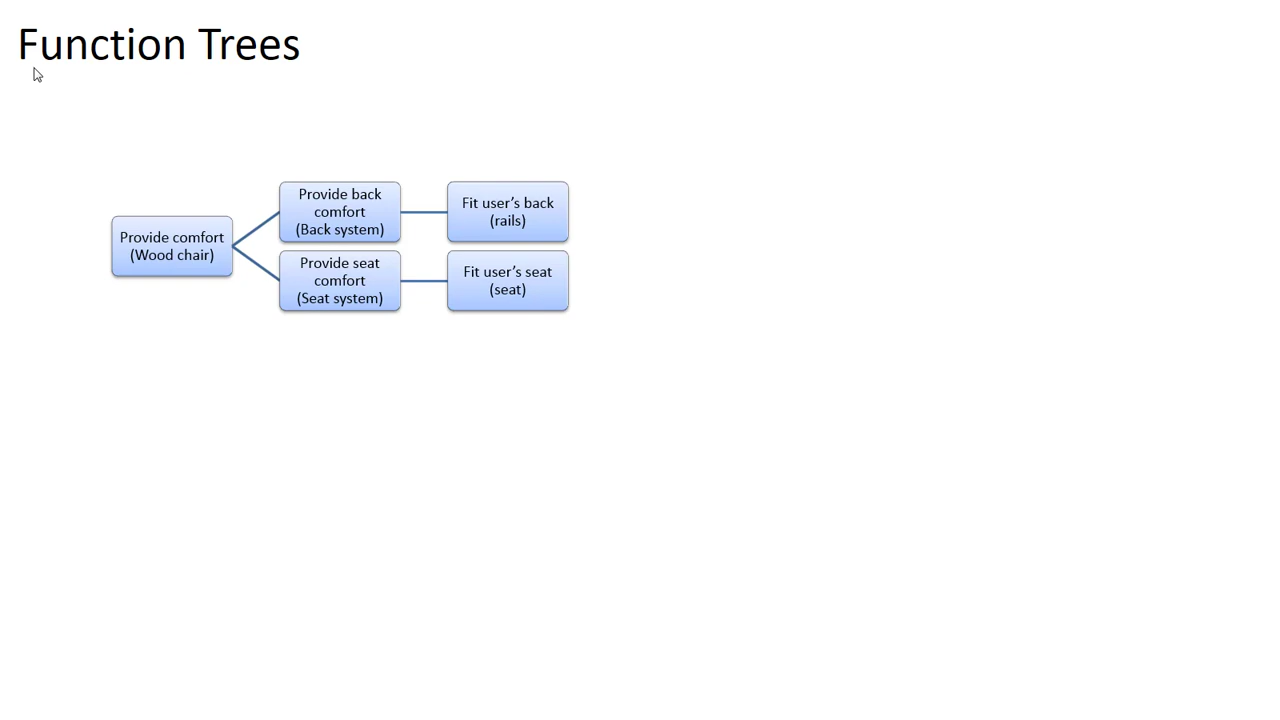 Function Trees
Provide comfort
(Wood chair)
Provide back
comfort
(Back system)
Fit user’s back
(rails)
Provide seat
comfort
(Seat system)
Fit user’s seat
(seat)